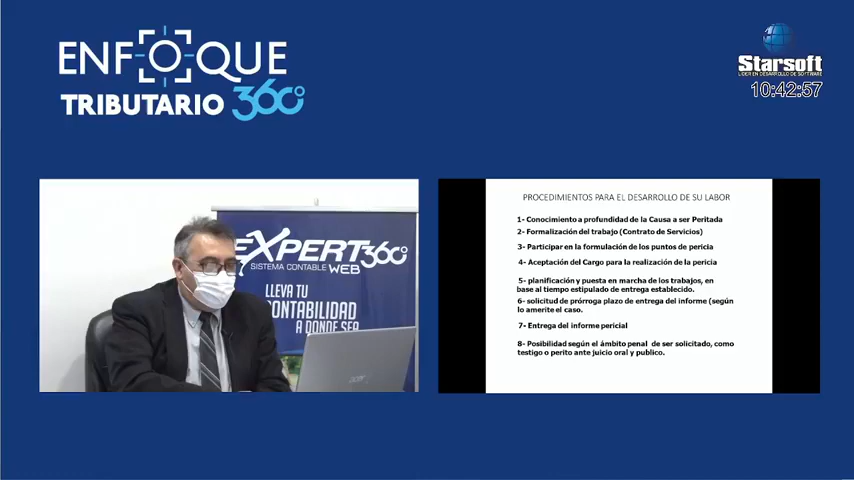 ENFOQUE
TRIBUTARIO 360°
Starsoft
LIDER EN DESARROLLO DE SOFTWARE
10:42:57
EXPERT360°
SISTEMA CONTABLE WEB
LLEVA TU
CONTABILIDAD
A DONDE SEA
acer
PROCEDIMIENTOS PARA EL DESARROLLO DE SU LABOR
1- Conocimiento a profundidad de la Causa a ser Peritada
2- Formalización del trabajo (Contrato de Servicios)
3- Participar en la formulación de los puntos de pericia
4- Aceptación del Cargo para la realización de la pericia
5- planificación y puesta en marcha de los trabajos, en
base al tiempo estipulado de entrega establecido.
6- solicitud de prórroga plazo de entrega del informe (según
lo amerite el caso.
7- Entrega del informe pericial
8- Posibilidad según el ámbito penal de ser solicitado, como
testigo o perito ante juicio oral y publico.